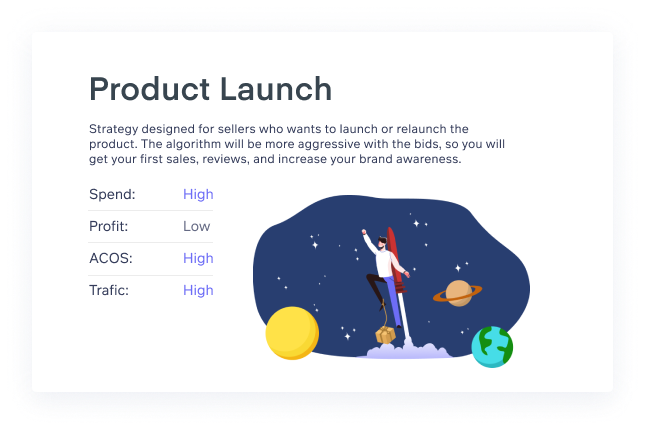 Product Launch
Strategy designed for sellers who wants to launch or relaunch the
product. The algorithm will be more aggressive with the bids, so you will
get your first sales, reviews, and increase your brand awareness.
Spend: High
Profit: Low
ACOS: High
Trafic: High